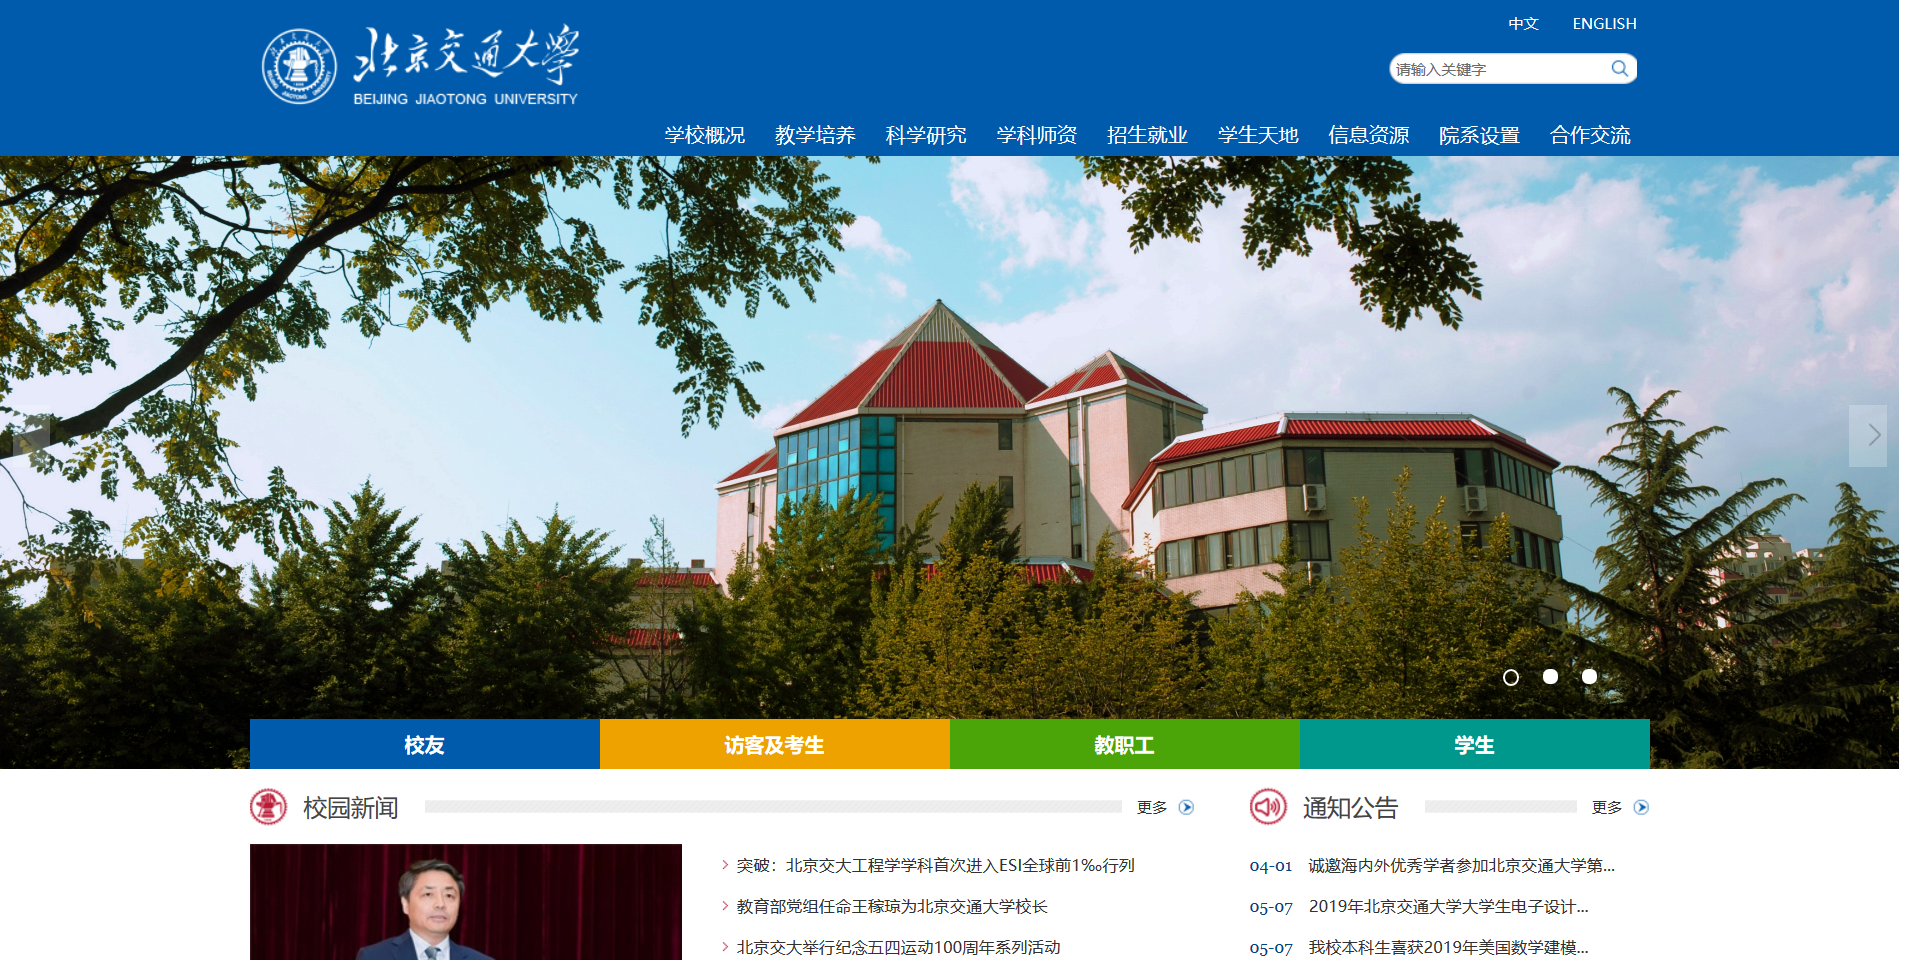 中文 ENGLISH
北京交通大学
BEIJING JIAOTONG UNIVERSITY
请输入关键字
学校概况 教学培养 科学研究 学科师资 招生就业 学生天地 信息资源 院系设置 合作交流
校友 访客及考生 教职工 学生
校园新闻 更多
通知公告 更多
突破：北京交大工程学学科首次进入ESI全球前1‰行列
教育部党组任命王稼琼为北京交通大学校长
北京交大举行纪念五四运动100周年系列活动
04-01 诚邀海内外优秀学者参加北京交通大学第...
05-07 2019年北京交通大学大学生电子设计...
05-07 我校本科生喜获2019年美国数学建模...